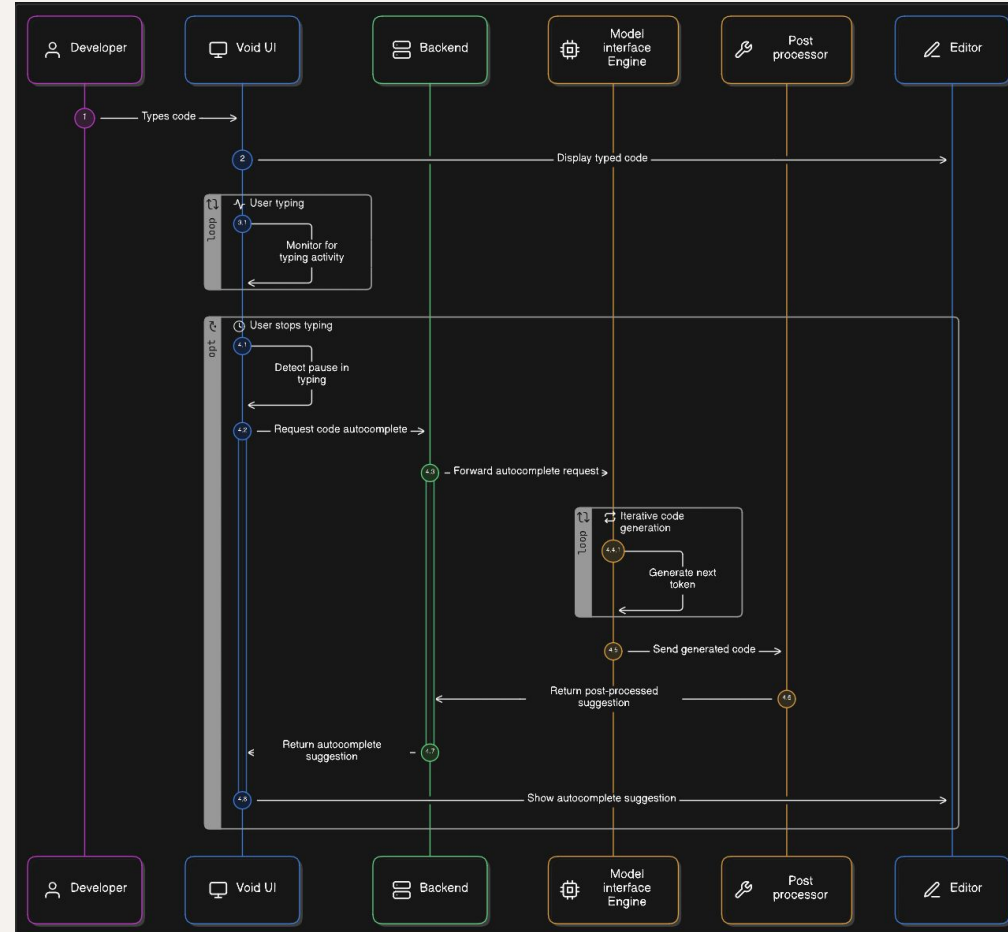 Developer
Void UI
Backend
Model
interface
Engine
Post
processor
Editor
1
Types code
2
Display typed code
loop
User typing
3.1
Monitor for
typing activity
opt
User stops typing
4.1
Detect pause in
typing
4.2
Request code autocomplete
4.3
Forward autocomplete request
loop
Iterative code
generation
4.4.1
Generate next
token
4.5
Send generated code
4.6
Return post-processed
suggestion
4.7
Return autocomplete
suggestion
4.8
Show autocomplete suggestion
Developer
Void UI
Backend
Model
interface
Engine
Post
processor
Editor